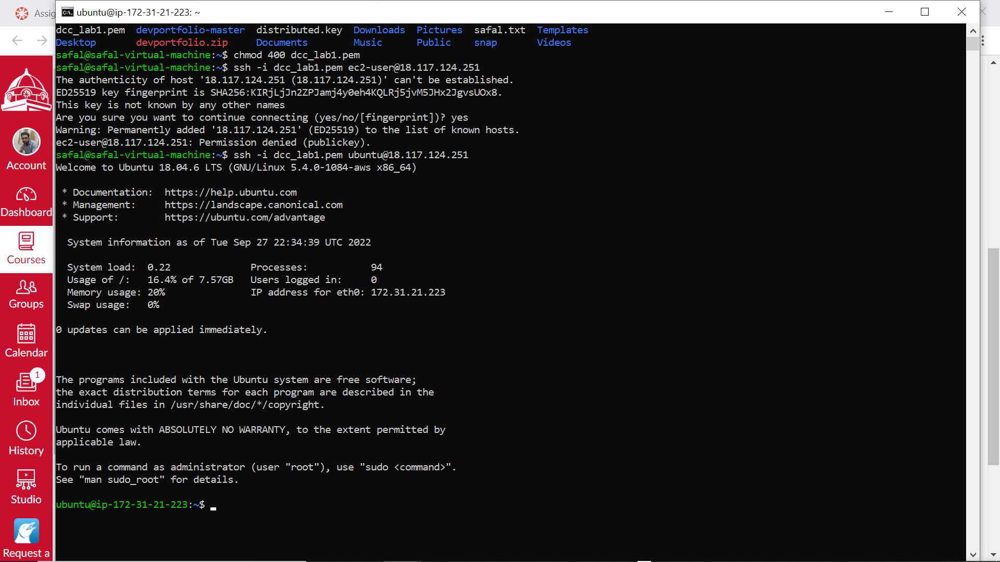 Assig
ubuntu@ip-172-31-21-223: ~
dcc_lab1.pem  devportfolio-master  distributed.key  Downloads  Pictures  safal.txt  Templates
Desktop       devportfolio.zip     Documents        Music      Public    snap       Videos
safal@safal-virtual-machine:~$ chmod 400 dcc_lab1.pem
safal@safal-virtual-machine:~$ ssh -i dcc_lab1.pem ec2-user@18.117.124.251
The authenticity of host '18.117.124.251 (18.117.124.251)' can't be established.
ED25519 key fingerprint is SHA256:KIRjLjJn2ZPJamj4y0eh4KQLRj5jvM5JHx2JgvsUOx8.
This key is not known by any other names
Are you sure you want to continue connecting (yes/no/[fingerprint])? yes
Warning: Permanently added '18.117.124.251' (ED25519) to the list of known hosts.
ec2-user@18.117.124.251: Permission denied (publickey).
safal@safal-virtual-machine:~$ ssh -i dcc_lab1.pem ubuntu@18.117.124.251
Welcome to Ubuntu 18.04.6 LTS (GNU/Linux 5.4.0-1084-aws x86_64)
 * Documentation:  https://help.ubuntu.com
 * Management:     https://landscape.canonical.com
 * Support:        https://ubuntu.com/advantage
  System information as of Tue Sep 27 22:34:39 UTC 2022
  System load:  0.22              Processes:           94
  Usage of /:   16.4% of 7.57GB   Users logged in:     0
  Memory usage: 20%               IP address for eth0: 172.31.21.223
  Swap usage:   0%
0 updates can be applied immediately.
The programs included with the Ubuntu system are free software;
the exact distribution terms for each program are described in the
individual files in /usr/share/doc/*/copyright.
Ubuntu comes with ABSOLUTELY NO WARRANTY, to the extent permitted by
applicable law.
To run a command as administrator (user "root"), use "sudo <command>".
See "man sudo_root" for details.
ubuntu@ip-172-31-21-223:~$
Account
Dashboard
Courses
Groups
Calendar
1
Inbox
History
Studio
Request a